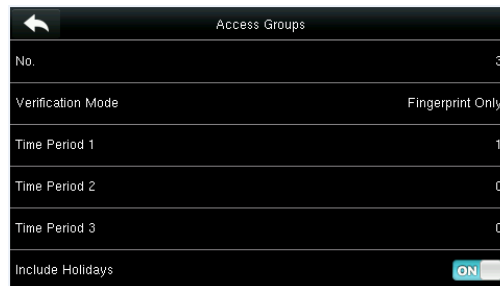 Access Groups
No. 3
Verification Mode Fingerprint Only
Time Period 1 1
Time Period 2 0
Time Period 3 0
Include Holidays ON